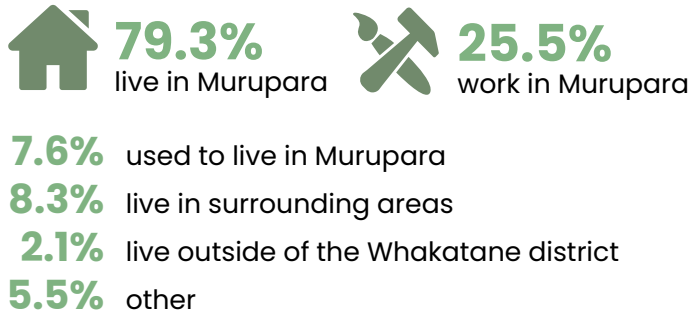 79.3%
live in Murupara
25.5%
work in Murupara
7.6% used to live in Murupara
8.3% live in surrounding areas
2.1% live outside of the Whakatane district
5.5% other